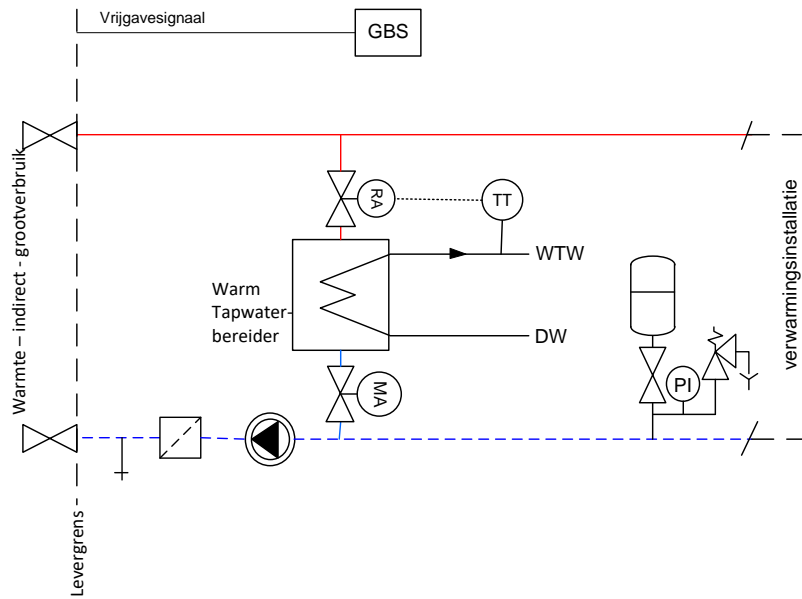 Vrijgavesignaal
GBS
Warmte – indirect - grootverbruik
RA
TT
WTW
Warm
Tapwater-
bereider
DW
MA
PI
verwarmingsinstallatie
Levergrens -